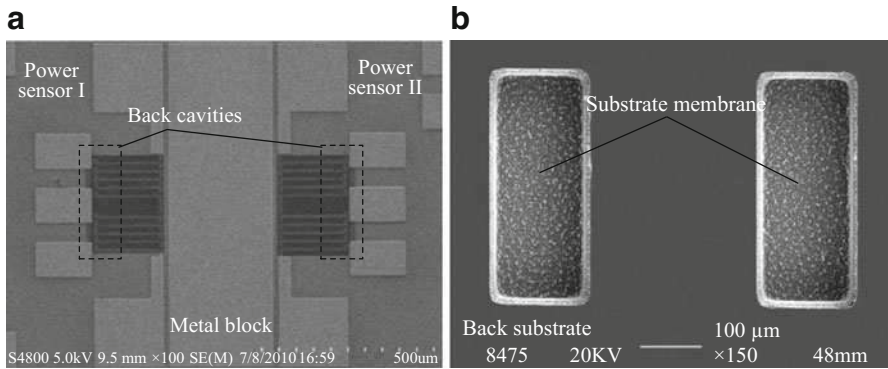 a
Power
sensor I
Power
sensor II
Back cavities
Metal block
S4800 5.0kV 9.5 mm ×100 SE(M) 7/8/2010 16:59 500um
b
Substrate membrane
Back substrate
100 µm
8475 20KV ×150 48mm